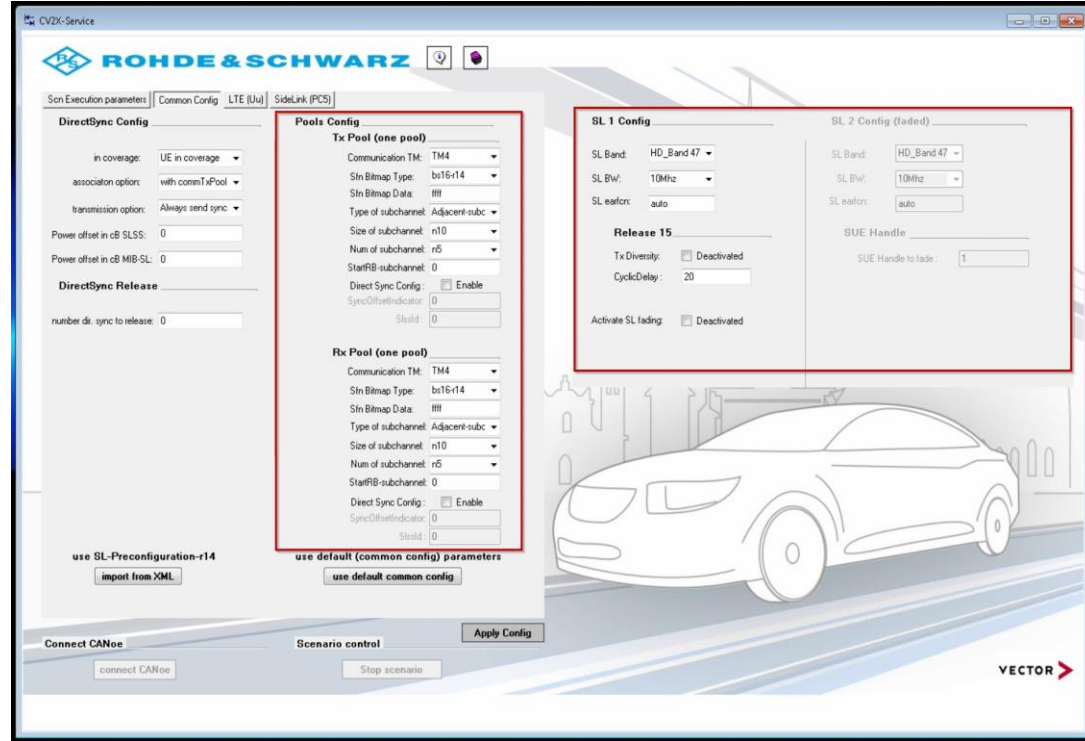 CV2X-Service
ROHDE & SCHWARZ
Scn Execution parameters Common Config LTE (Uu) SideLink (PC5)
DirectSync Config
in coverage: UE in coverage
associaton option: with commTxPool
transmission option: Always send sync
Power offset in cB SLSS: 0
Power offset in cB MIB-SL: 0
DirectSync Release
number dir. sync to release: 0
use SL-Preconfiguration-r14
import from XML
Pools Config
Tx Pool (one pool)
Communication TM: TM4
Sfn Bitmap Type: bs16-r14
Sfn Bitmap Data: ffff
Type of subchannel: Adjacent-subc
Size of subchannel: n10
Num of subchannel: n5
StartRB-subchannel: 0
Direct Sync Config : Enable
SyncOffsetIndicator: 0
SlssId : 0
Rx Pool (one pool)
Communication TM: TM4
Sfn Bitmap Type: bs16-r14
Sfn Bitmap Data: ffff
Type of subchannel: Adjacent-subc
Size of subchannel: n10
Num of subchannel: n5
StartRB-subchannel: 0
Direct Sync Config : Enable
SyncOffsetIndicator: 0
SlssId : 0
use default (common config) parameters
use default common config
SL 1 Config
SL Band: HD_Band 47
SL BW: 10Mhz
SL earfcn: auto
Release 15
Tx Diversity: Deactivated
CyclicDelay : 20
Activate SL fading: Deactivated
SL 2 Config (faded)
SL Band: HD_Band 47
SL BW: 10Mhz
SL earfcn: auto
SUE Handle
SUE Handle to fade : 1
Apply Config
Connect CANoe
connect CANoe
Scenario control
Stop scenario
VECTOR